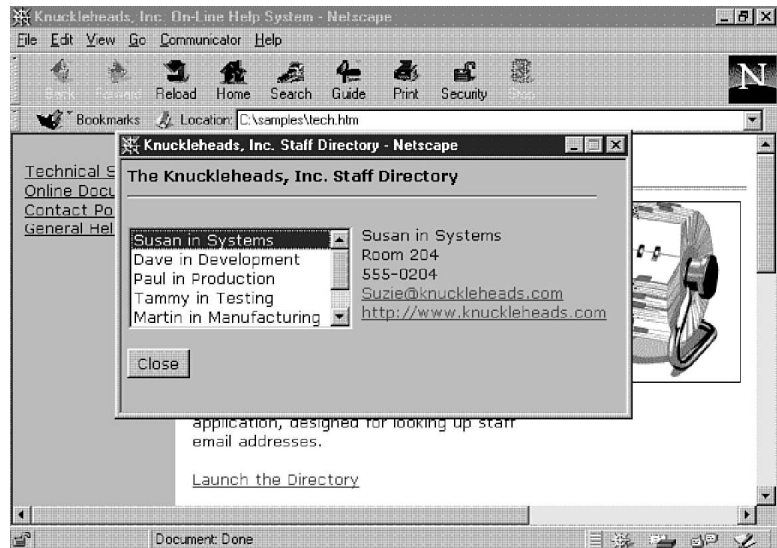 Knuckleheads, Inc. On-Line Help System - Netscape
File Edit View Go Communicator Help
Back Forward Reload Home Search Guide Print Security Stop
Bookmarks Location: C:\samples\tech.htm
N
Knuckleheads, Inc. Staff Directory - Netscape
The Knuckleheads, Inc. Staff Directory
Technical S
Online Docu
Contact Po
General Hel
Susan in Systems
Dave in Development
Paul in Production
Tammy in Testing
Martin in Manufacturing
Susan in Systems
Room 204
555-0204
Suzie@knuckleheads.com
http://www.knuckleheads.com
Close
application, designed for looking up staff
email addresses.
Launch the Directory
Document: Done